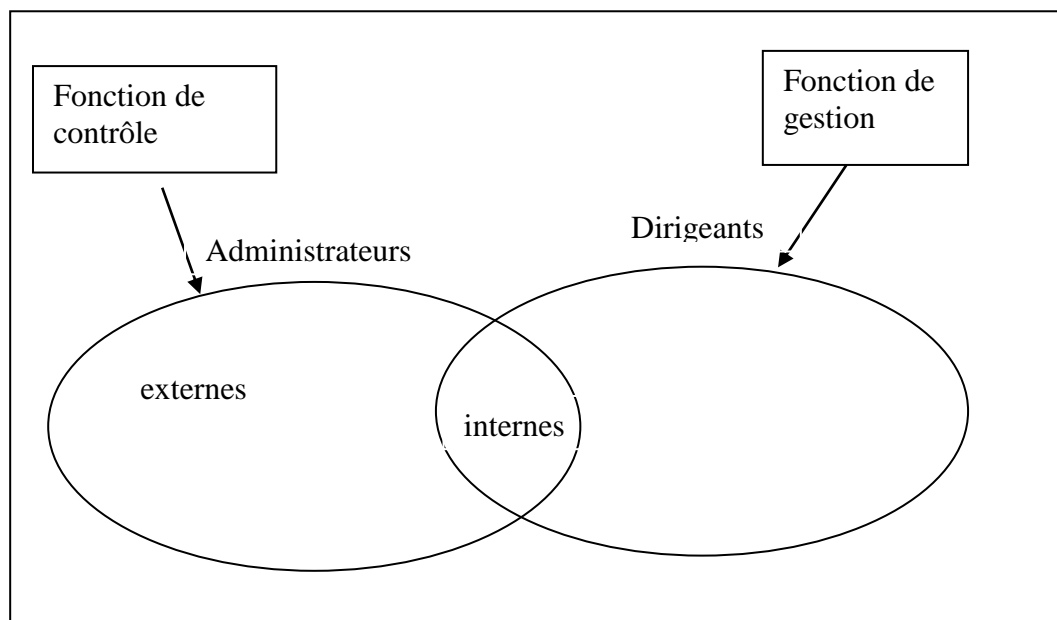 Fonction de
contrôle
Fonction de
gestion
Administrateurs
Dirigeants
externes
internes